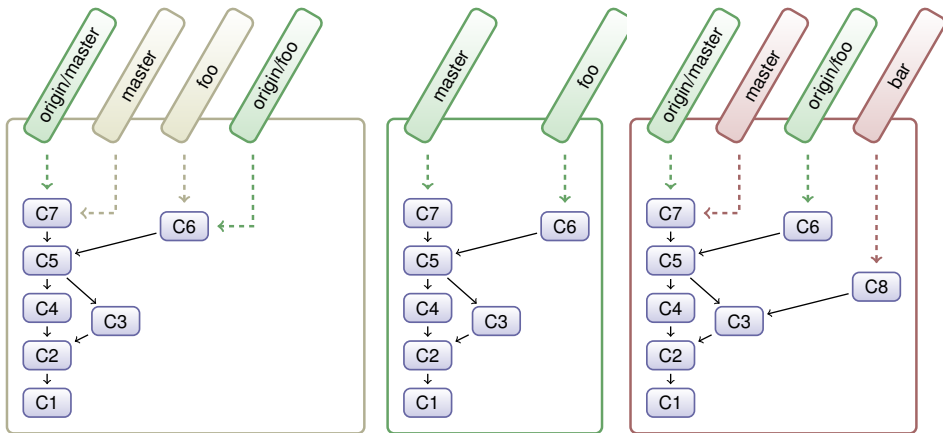 origin/master
master
foo
origin/foo
C7
C6
C5
C4
C3
C2
C1
master
foo
C7
C6
C5
C4
C3
C2
C1
origin/master
master
origin/foo
bar
C7
C6
C5
C8
C4
C3
C2
C1